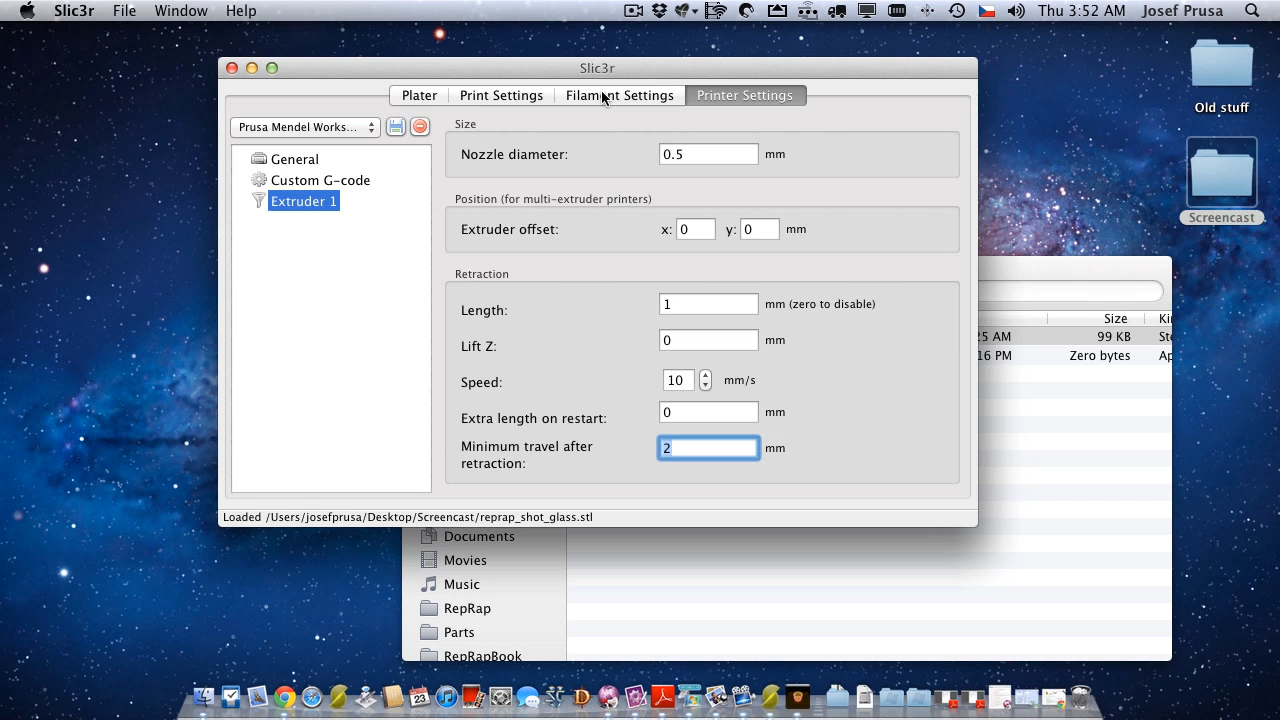 Slic3r File Window Help Thu 3:52 AM Josef Prusa
Old stuff
Screencast
Slic3r
Plater Print Settings Filament Settings Printer Settings
Prusa Mendel Works...
General
Custom G-code
Extruder 1
Size
Nozzle diameter: 0.5 mm
Position (for multi-extruder printers)
Extruder offset: x: 0 y: 0 mm
Retraction
Length: 1 mm (zero to disable)
Lift Z: 0 mm
Speed: 10 mm/s
Extra length on restart: 0 mm
Minimum travel after
retraction: 2 mm
Loaded /Users/josefprusa/Desktop/Screencast/reprap_shot_glass.stl
Size
99 KB
Zero bytes
Documents
Movies
Music
RepRap
Parts
RepRapBook